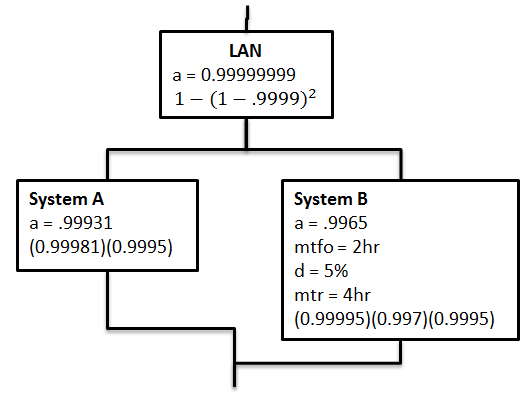 LAN
a = 0.99999999
1 − (1 − .9999)²
System A
a = .99931
(0.99981)(0.9995)
System B
a = .9965
mtfo = 2hr
d = 5%
mtr = 4hr
(0.99995)(0.997)(0.9995)